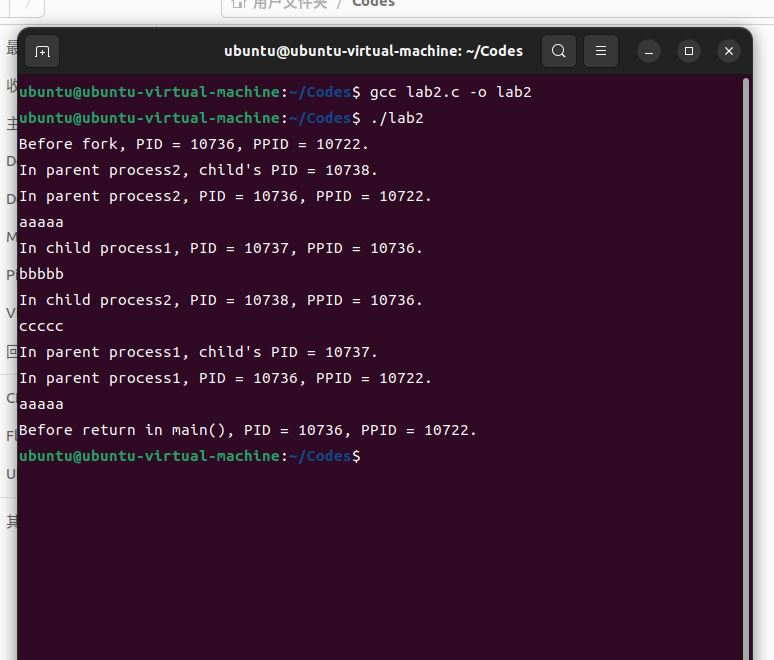 用户文件夹 / Codes
ubuntu@ubuntu-virtual-machine: ~/Codes
ubuntu@ubuntu-virtual-machine:~/Codes$ gcc lab2.c -o lab2
ubuntu@ubuntu-virtual-machine:~/Codes$ ./lab2
Before fork, PID = 10736, PPID = 10722.
In parent process2, child's PID = 10738.
In parent process2, PID = 10736, PPID = 10722.
aaaaa
In child process1, PID = 10737, PPID = 10736.
bbbbb
In child process2, PID = 10738, PPID = 10736.
ccccc
In parent process1, child's PID = 10737.
In parent process1, PID = 10736, PPID = 10722.
aaaaa
Before return in main(), PID = 10736, PPID = 10722.
ubuntu@ubuntu-virtual-machine:~/Codes$